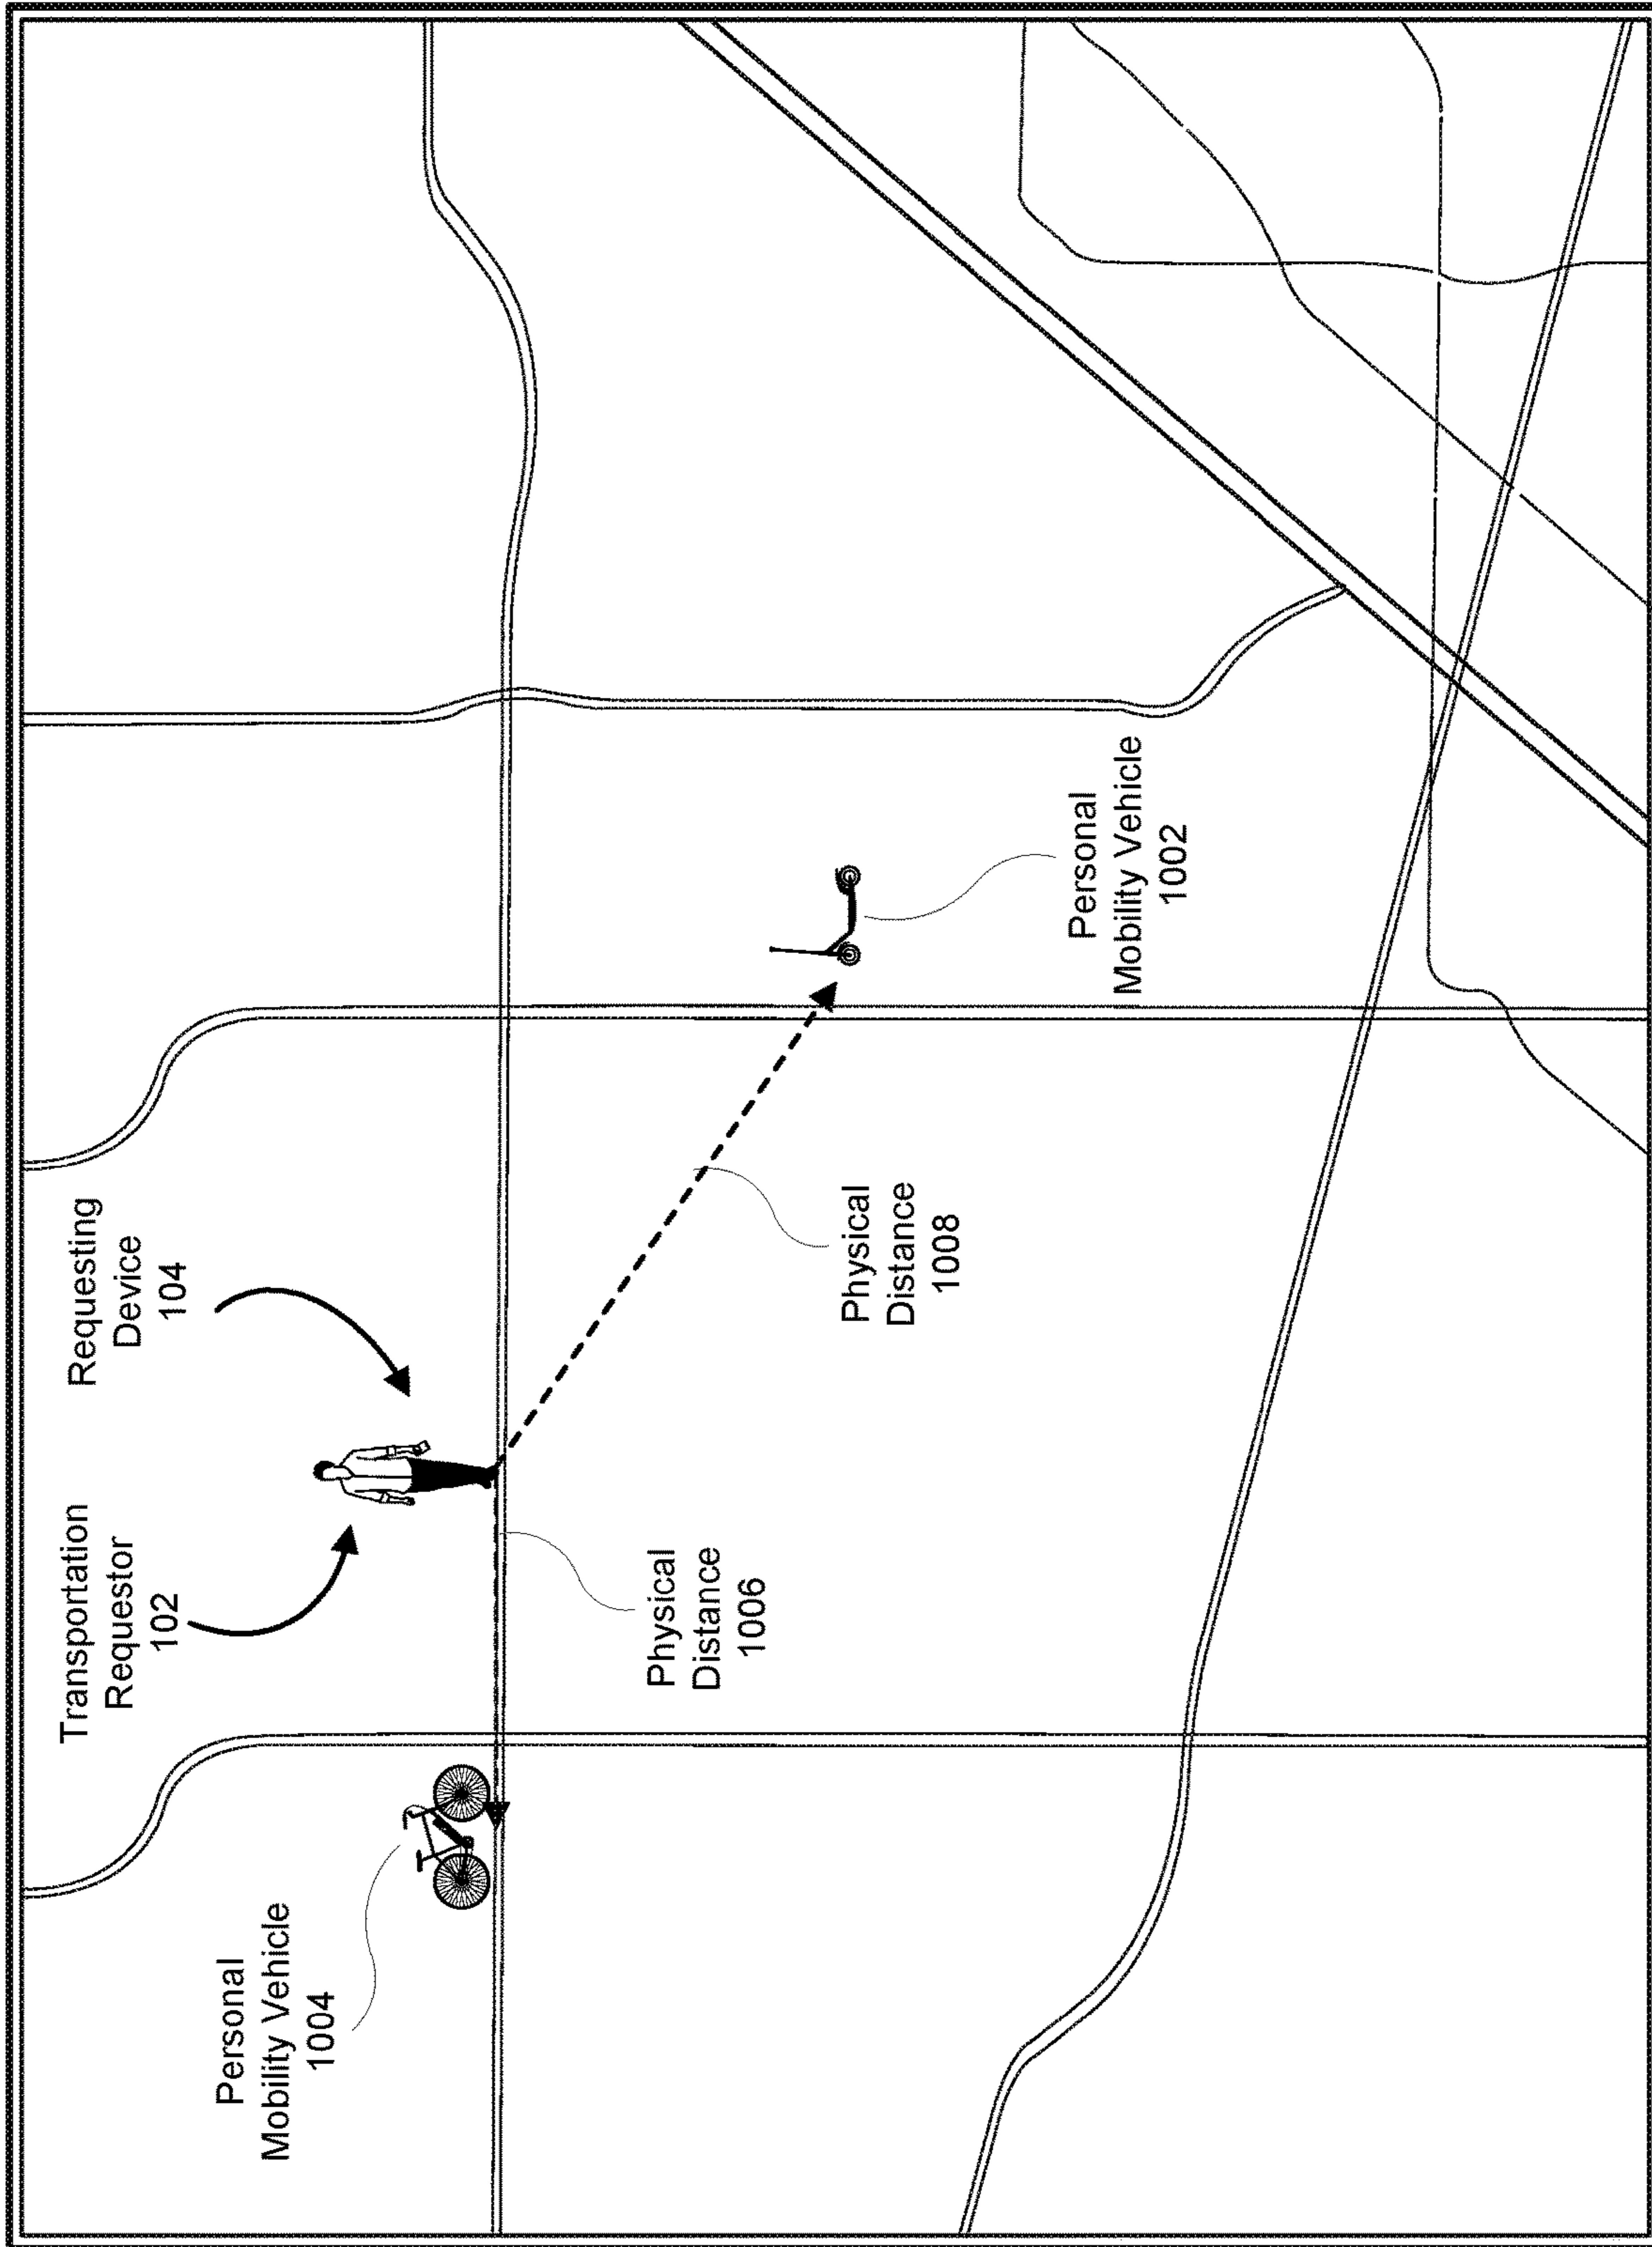 Personal
Mobility Vehicle
1004
Transportation
Requestor
102
Requesting
Device
104
Physical
Distance
1006
Physical
Distance
1008
Personal
Mobility Vehicle
1002